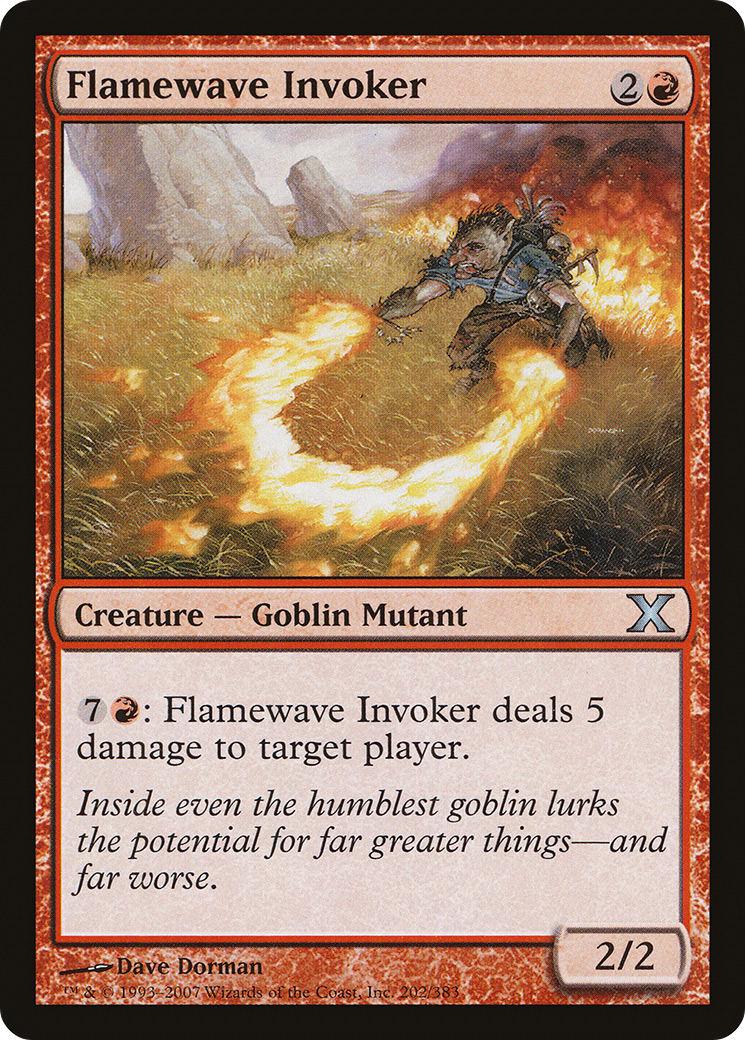 Flamewave Invoker 2
Creature — Goblin Mutant X
7 : Flamewave Invoker deals 5
damage to target player.
Inside even the humblest goblin lurks
the potential for far greater things—and
far worse.
2/2
Dave Dorman
™ & © 1993–2007 Wizards of the Coast, Inc. 202/383